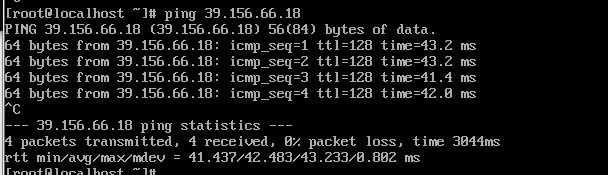 [root@localhost ~]# ping 39.156.66.18
PING 39.156.66.18 (39.156.66.18) 56(84) bytes of data.
64 bytes from 39.156.66.18: icmp_seq=1 ttl=128 time=43.2 ms
64 bytes from 39.156.66.18: icmp_seq=2 ttl=128 time=43.2 ms
64 bytes from 39.156.66.18: icmp_seq=3 ttl=128 time=41.4 ms
64 bytes from 39.156.66.18: icmp_seq=4 ttl=128 time=42.0 ms
^C
--- 39.156.66.18 ping statistics ---
4 packets transmitted, 4 received, 0% packet loss, time 3044ms
rtt min/avg/max/mdev = 41.437/42.483/43.233/0.802 ms
[root@localhost ~]#